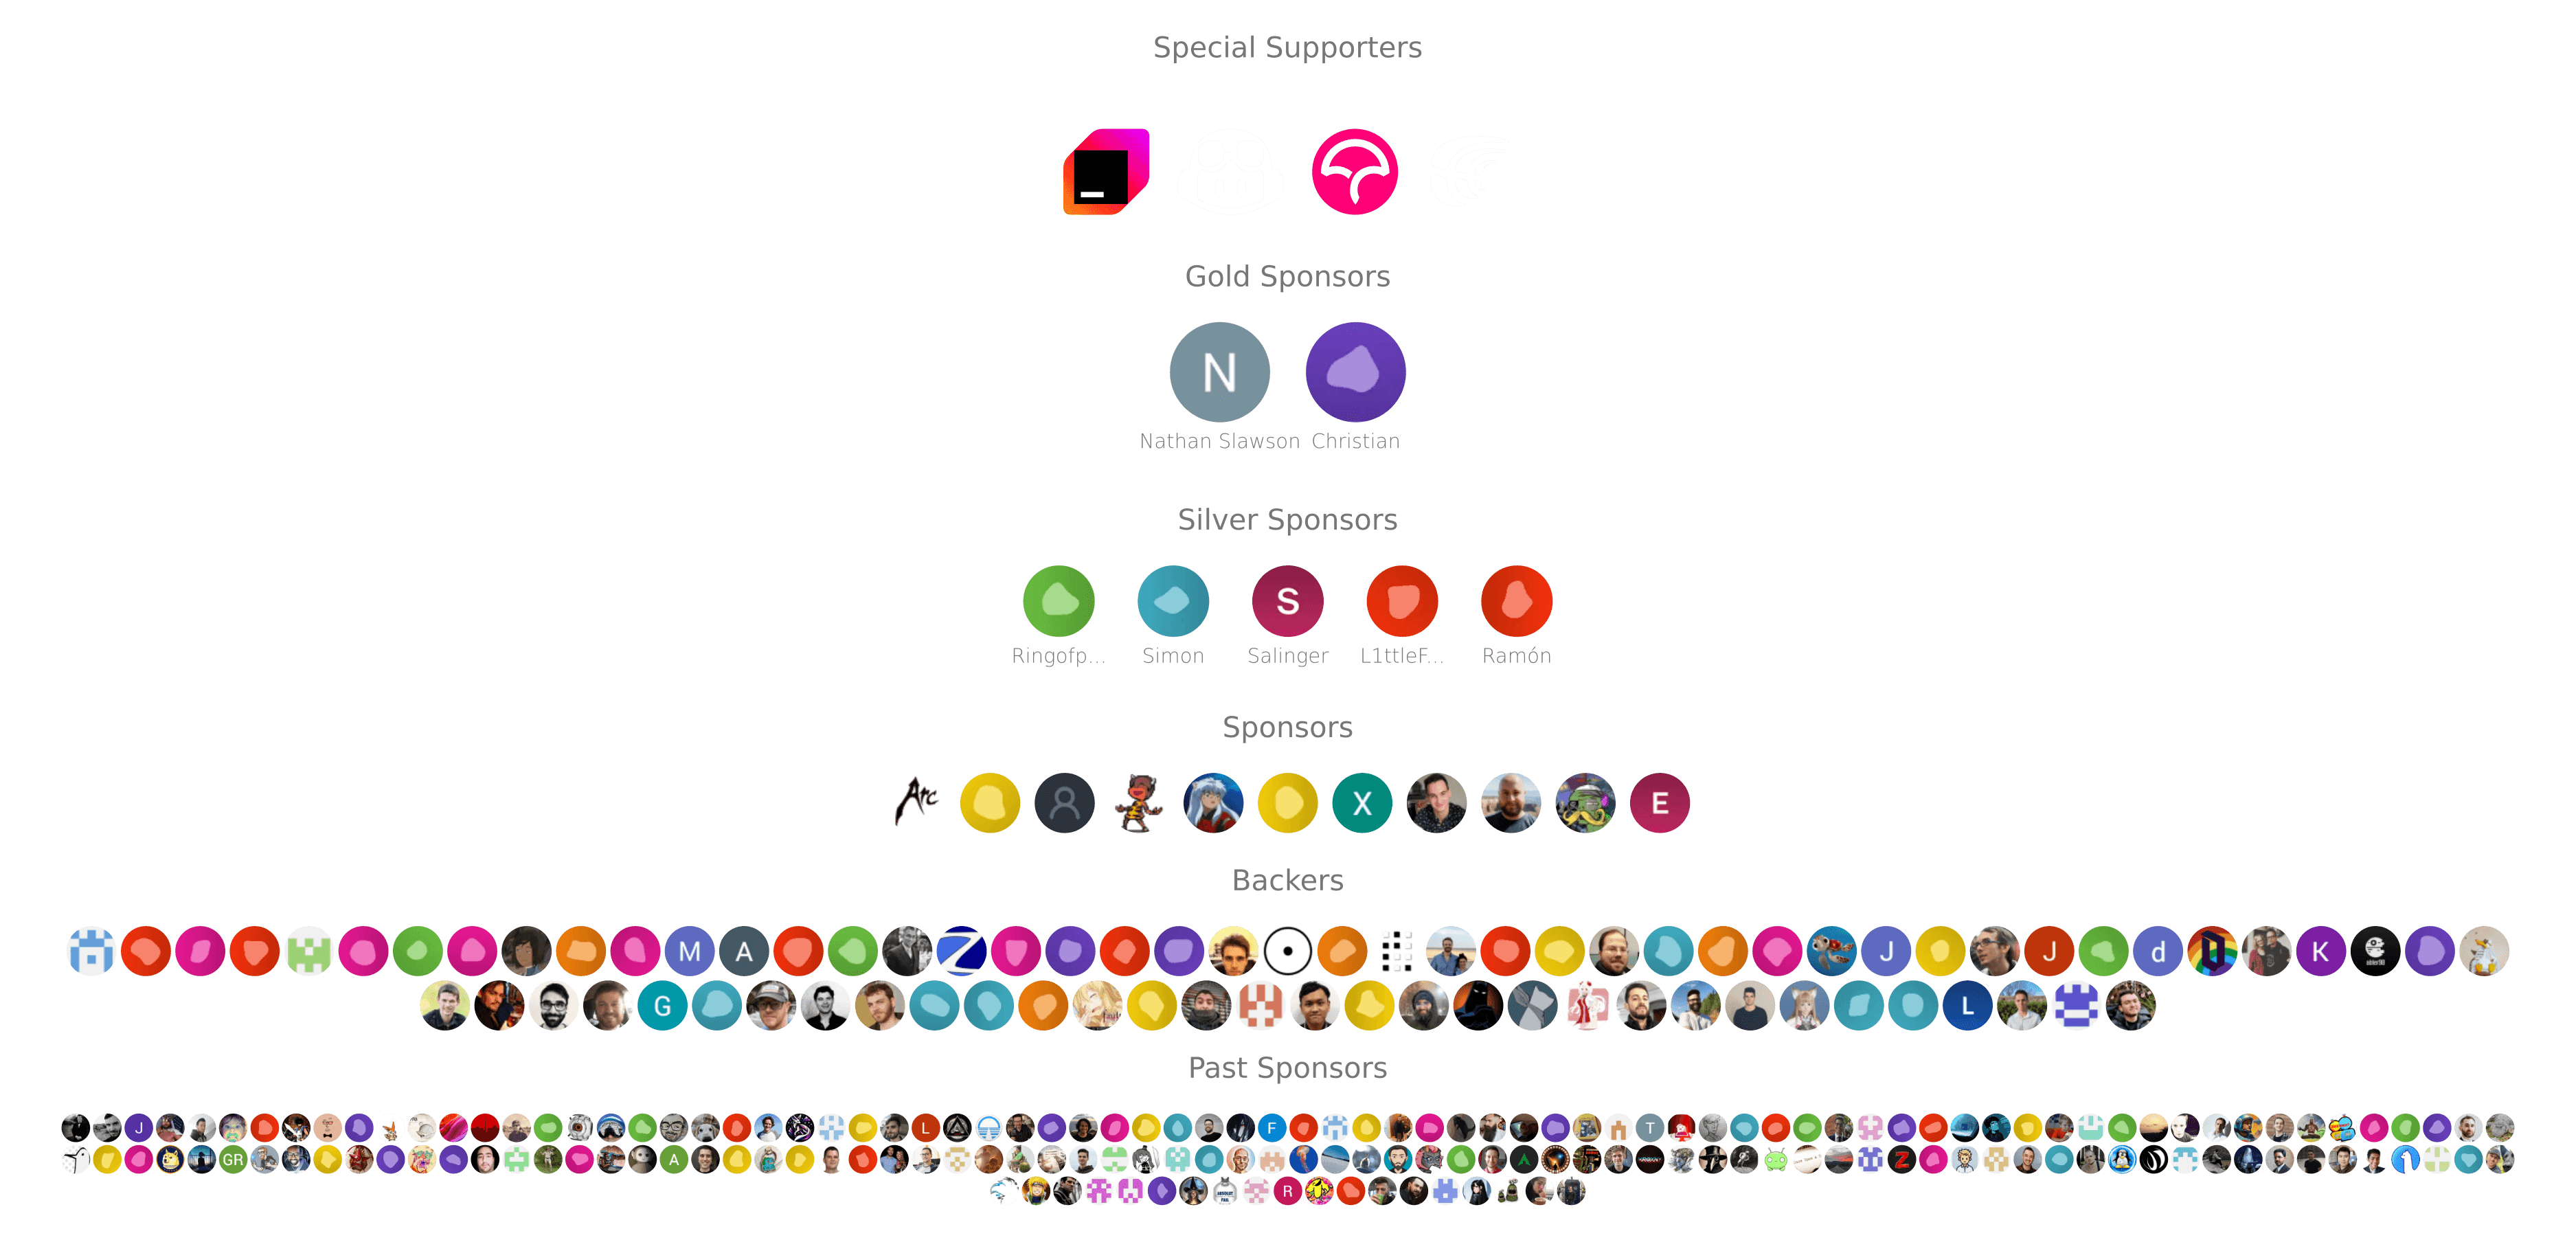 Special Supporters
Gold Sponsors
N
Nathan Slawson Christian
Silver Sponsors
S
Ringofp... Simon Salinger L1ttleF... Ramón
Sponsors
Arc X E
Backers
M A J J d K
G L
Past Sponsors
J L F T
GR A Z
R